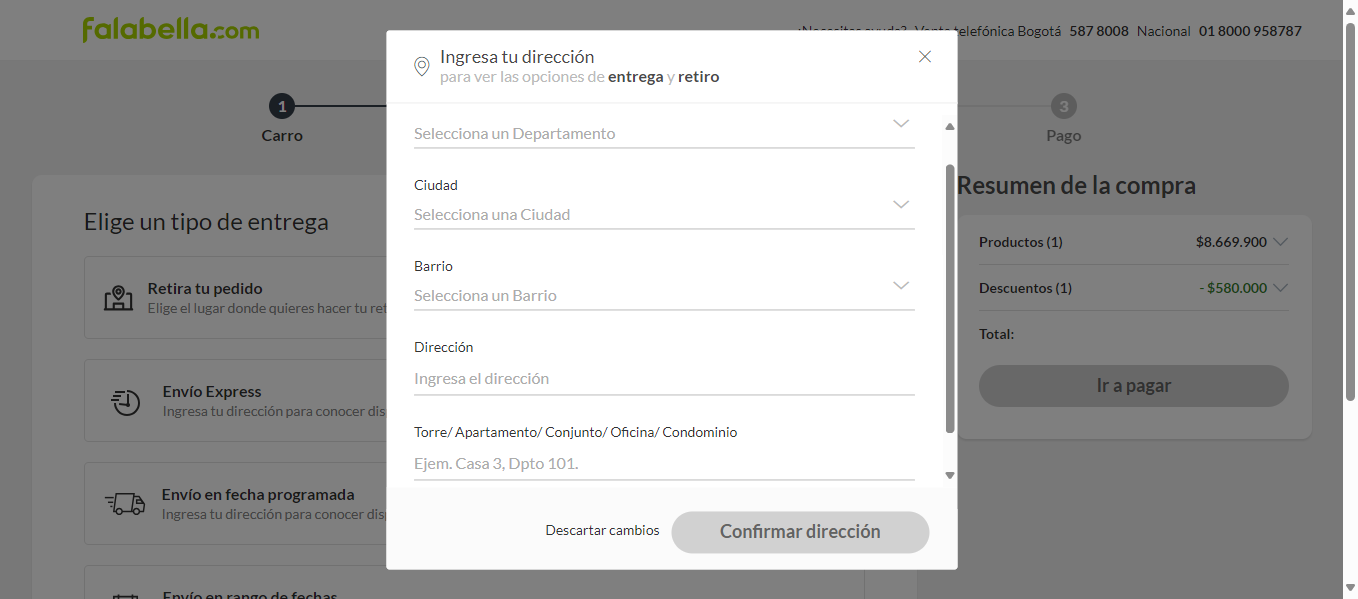 falabella.com
¿Necesitas ayuda? Venta telefónica Bogotá 587 8008 Nacional 01 8000 958787
Ingresa tu dirección
para ver las opciones de entrega y retiro
1
Carro
3
Pago
Selecciona un Departamento
Ciudad
Selecciona una Ciudad
Barrio
Selecciona un Barrio
Dirección
Ingresa el dirección
Torre/ Apartamento/ Conjunto/ Oficina/ Condominio
Ejem. Casa 3, Dpto 101.
Descartar cambios
Confirmar dirección
Elige un tipo de entrega
Retira tu pedido
Elige el lugar donde quieres hacer tu ret
Envío Express
Ingresa tu dirección para conocer dis
Envío en fecha programada
Ingresa tu dirección para conocer dis
Envío en rango de fechas
Resumen de la compra
Productos (1) $8.669.900
Descuentos (1) - $580.000
Total:
Ir a pagar